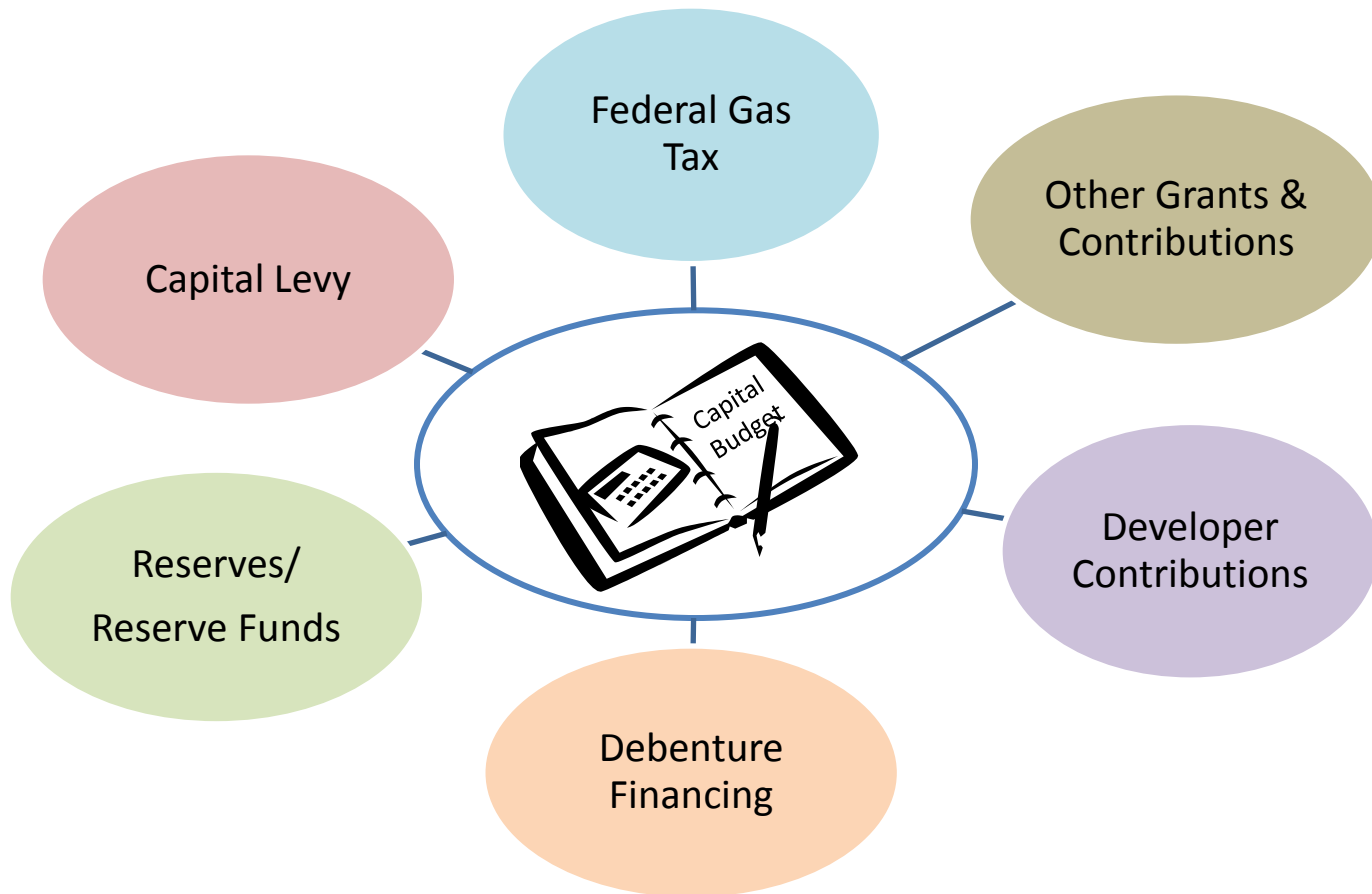 Federal Gas
Tax
Other Grants &
Contributions
Capital Levy
Capital
Budget
Developer
Contributions
Reserves/
Reserve Funds
Debenture
Financing